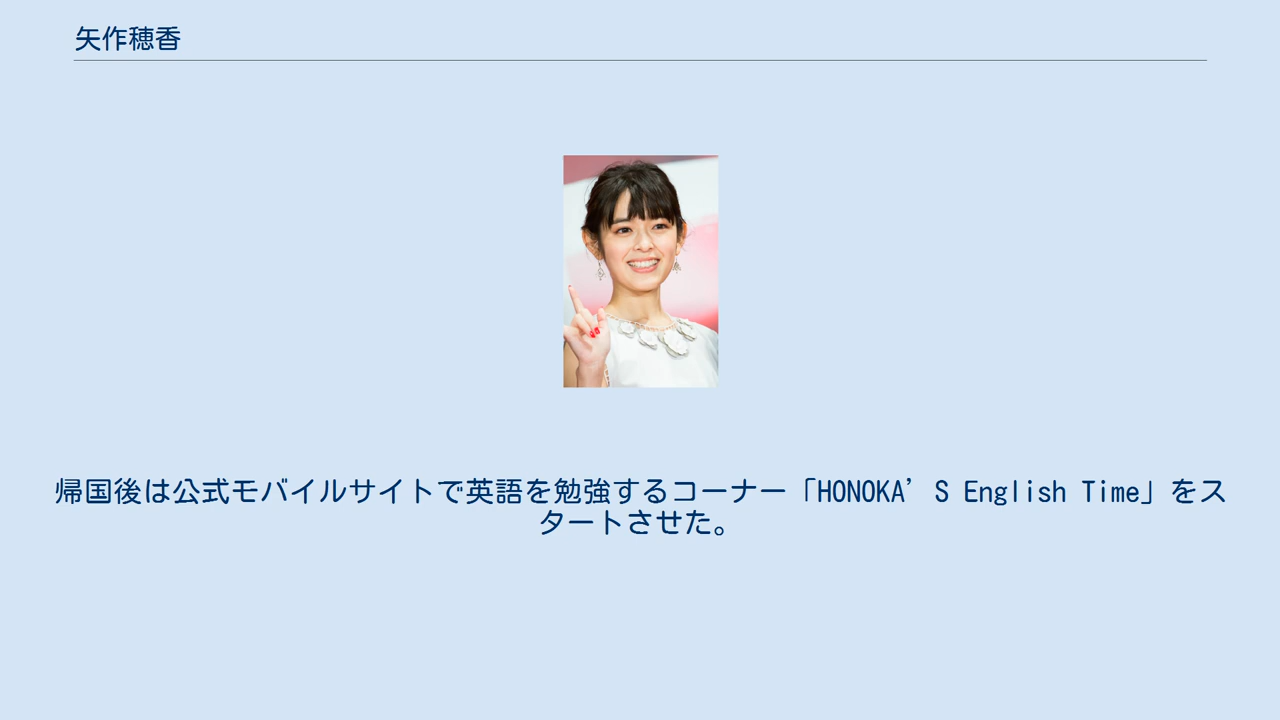 矢作穂香
帰国後は公式モバイルサイトで英語を勉強するコーナー「HONOKA’S English Time」をス
タートさせた。